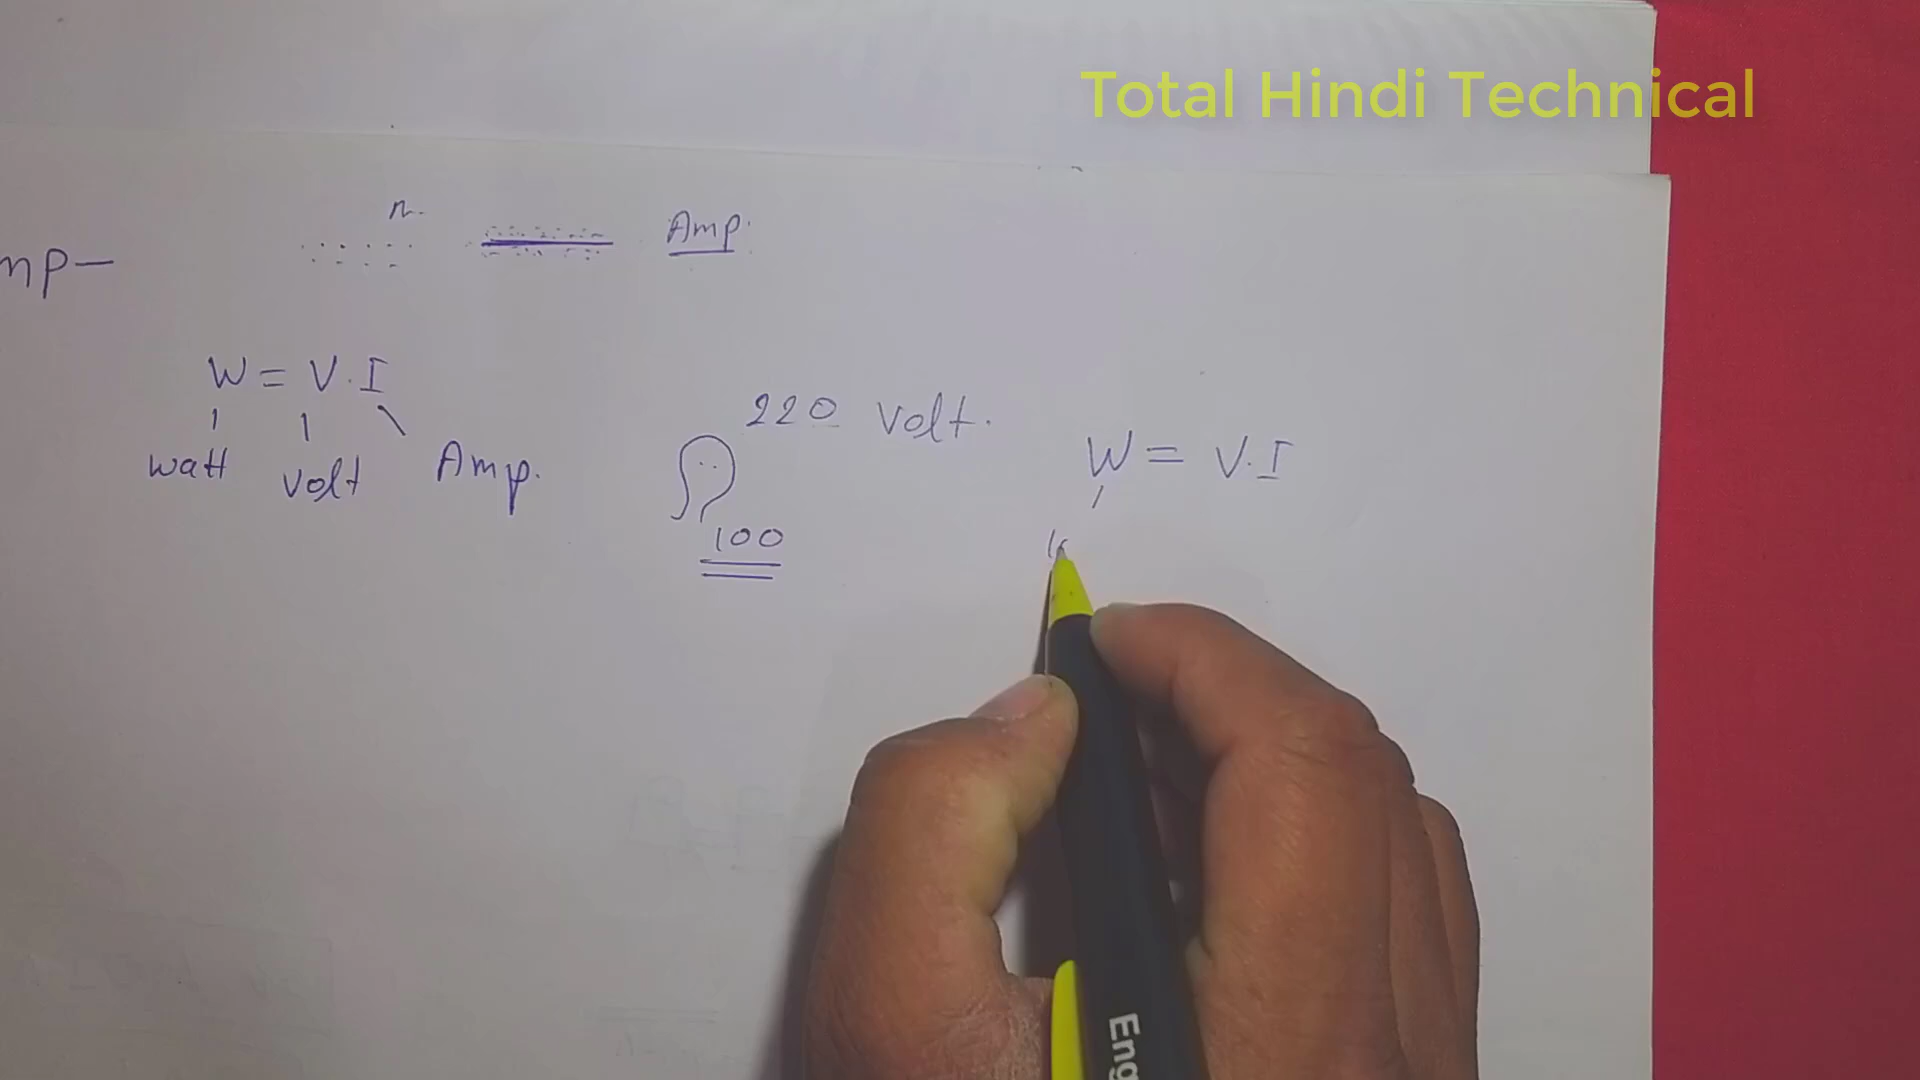 Total Hindi Technical
n.
mp- Amp.
W = V.I
watt volt Amp.
220 volt.
100
W = V.I
Eng